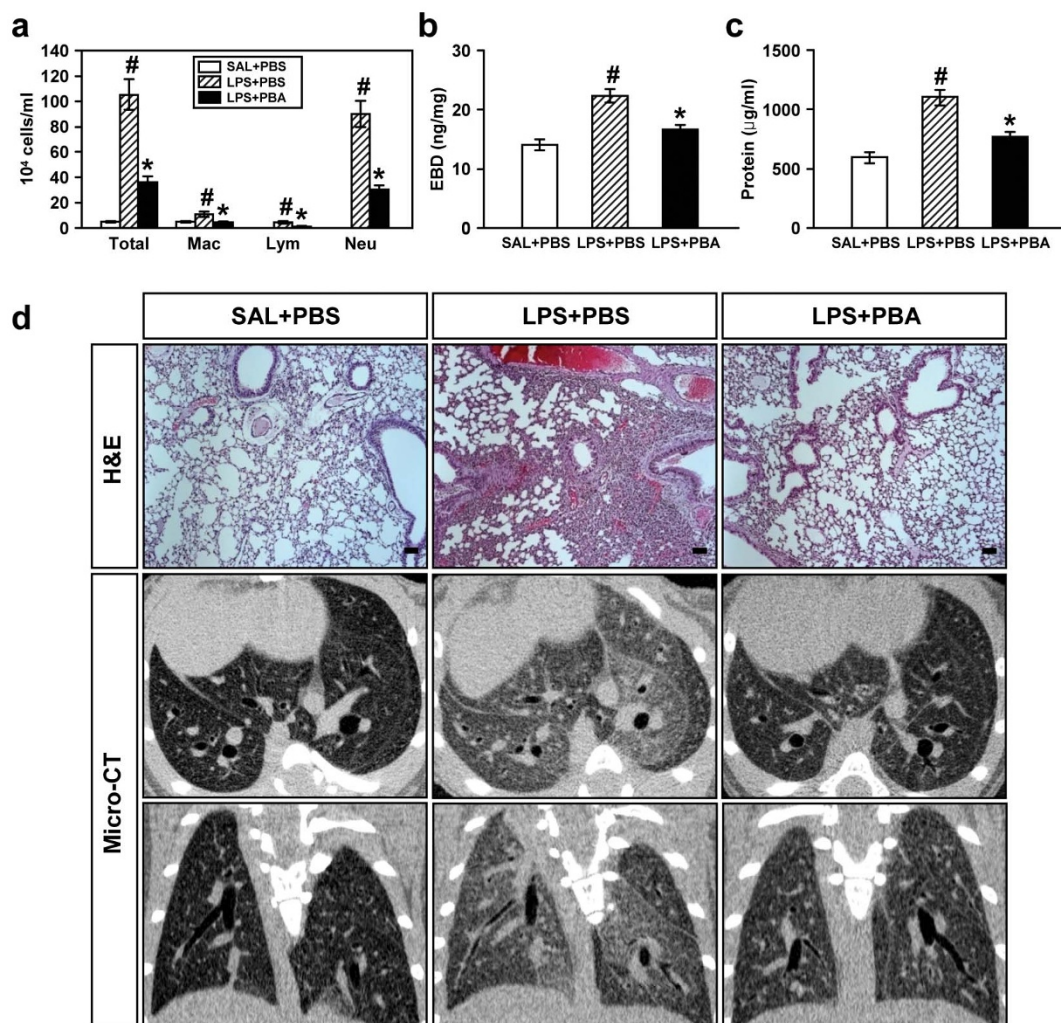 a
140
120
100
80
60
40
20
0
10⁴ cells/ml
SAL+PBS
LPS+PBS
LPS+PBA
#
*
#
*
#
*
#
*
Total Mac Lym Neu
b
30
20
10
0
EBD (ng/mg)
#
*
SAL+PBS LPS+PBS LPS+PBA
c
1500
1000
500
0
Protein (μg/ml)
#
*
SAL+PBS LPS+PBS LPS+PBA
d
SAL+PBS LPS+PBS LPS+PBA
H&E
Micro-CT